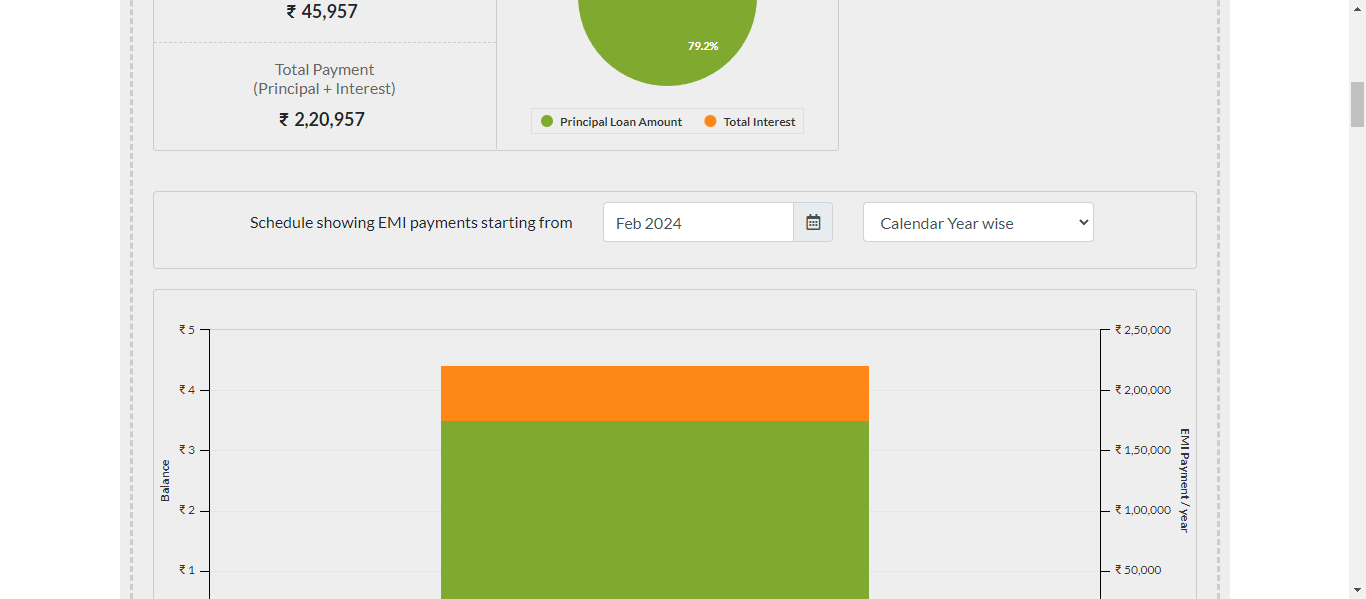 ₹ 45,957
79.2%
Total Payment
(Principal + Interest)
₹ 2,20,957
Principal Loan Amount
Total Interest
Schedule showing EMI payments starting from
Feb 2024
Calendar Year wise
₹ 5
₹ 4
₹ 3
₹ 2
₹ 1
Balance
₹ 2,50,000
₹ 2,00,000
₹ 1,50,000
₹ 1,00,000
₹ 50,000
EMI Payment / year